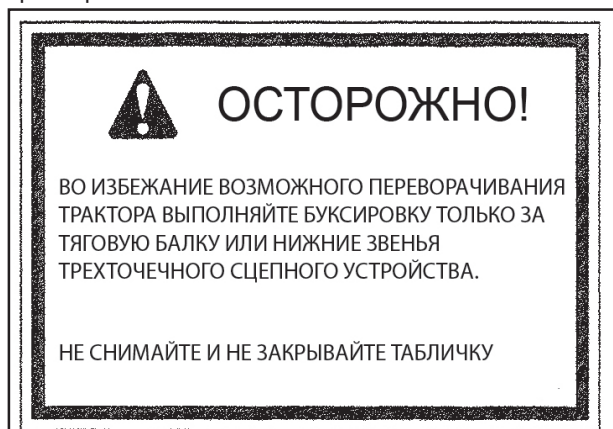 ОСТОРОЖНО!
ВО ИЗБЕЖАНИЕ ВОЗМОЖНОГО ПЕРЕВОРАЧИВАНИЯ
ТРАКТОРА ВЫПОЛНЯЙТЕ БУКСИРОВКУ ТОЛЬКО ЗА
ТЯГОВУЮ БАЛКУ ИЛИ НИЖНИЕ ЗВЕНЬЯ
ТРЕХТОЧЕЧНОГО СЦЕПНОГО УСТРОЙСТВА.
НЕ СНИМАЙТЕ И НЕ ЗАКРЫВАЙТЕ ТАБЛИЧКУ